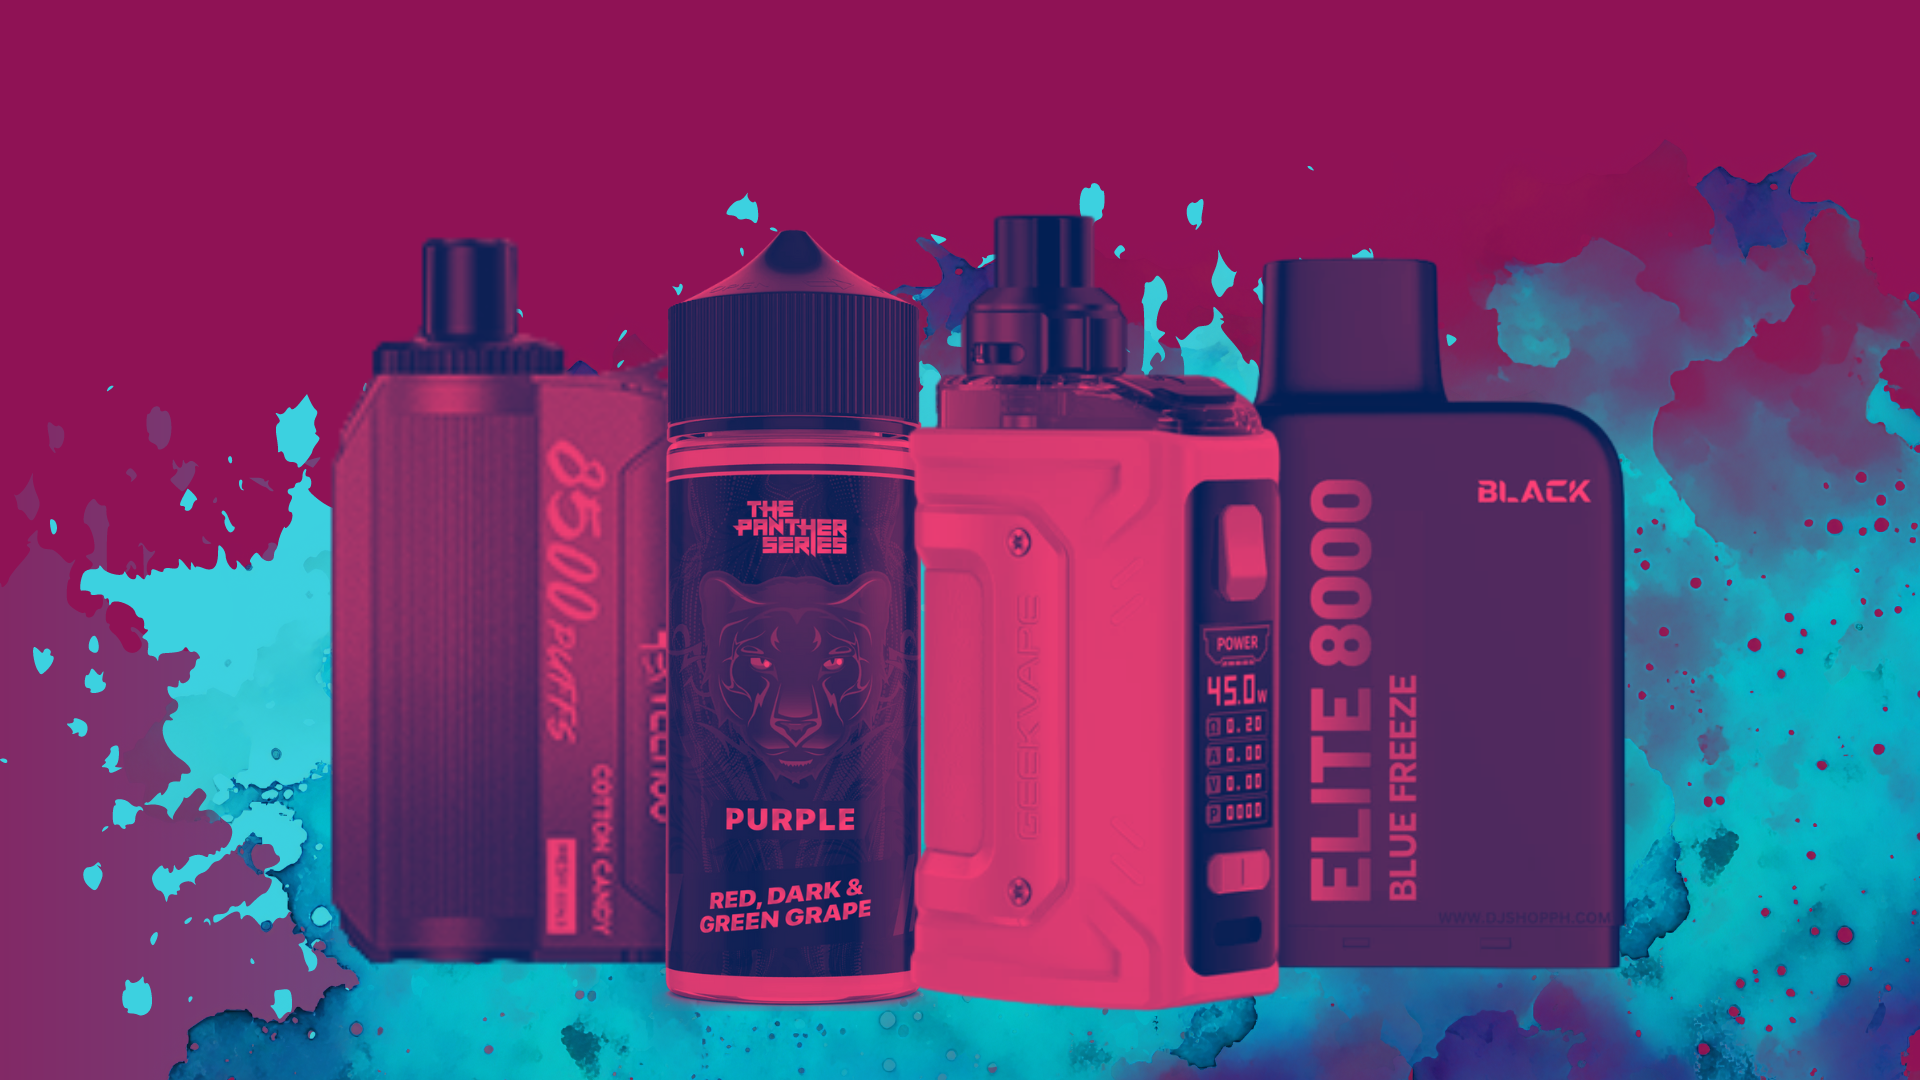 8500 PUFFS
COTTON CANDY
THE
PANTHER
SERIES
PURPLE
RED, DARK &
GREEN GRAPE
GEEKVAPE
POWER
45.0W
Ω 0.20
A 0.00
V 0.00
P 0000
ELITE 8000
BLUE FREEZE
BLACK
WWW.DJSHOPPH.COM